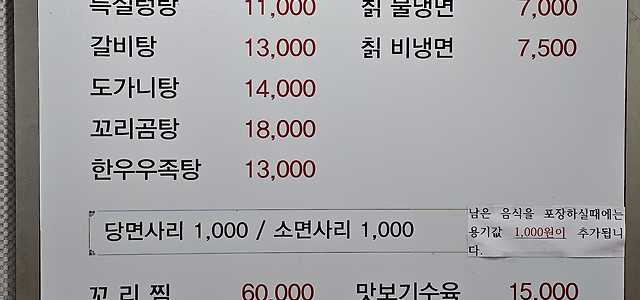 특설렁탕 11,000 칡 물냉면 7,000
갈비탕 13,000 칡 비냉면 7,500
도가니탕 14,000
꼬리곰탕 18,000
한우우족탕 13,000
당면사리 1,000 / 소면사리 1,000
남은 음식을 포장하실때에는
용기값 1,000원이 추가됩니
다.
꼬 리 찜 60,000 맛보기수육 15,000